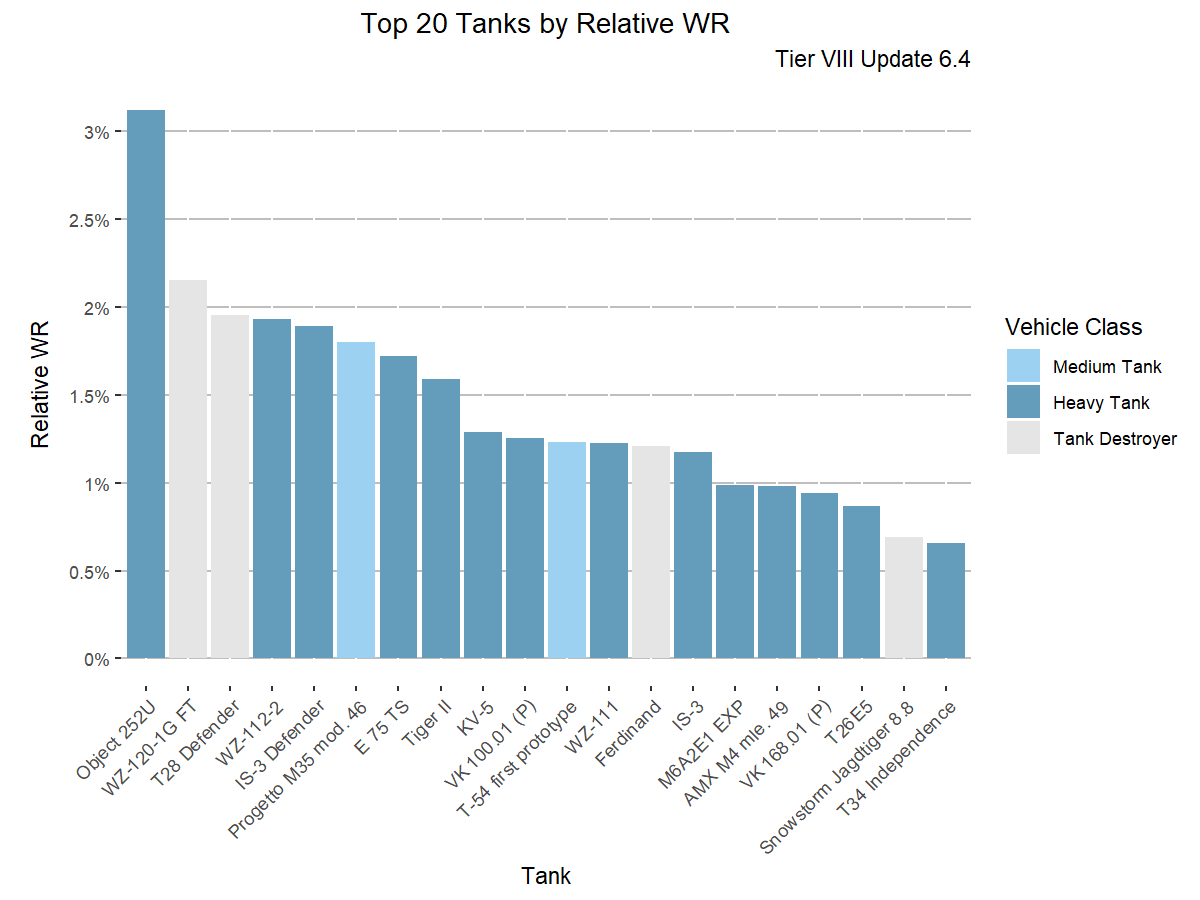 Top 20 Tanks by Relative WR
Tier VIII Update 6.4
3%
2.5%
2%
1.5%
1%
0.5%
0%
Relative WR
Object 252U
WZ-120-1G FT
T28 Defender
WZ-112-2
IS-3 Defender
Progetto M35 mod. 46
E 75 TS
Tiger II
KV-5
VK 100.01 (P)
T-54 first prototype
WZ-111
Ferdinand
IS-3
M6A2E1 EXP
AMX M4 mle. 49
VK 168.01 (P)
T26E5
Snowstorm Jagdtiger 8.8
T34 Independence
Tank
Vehicle Class
Medium Tank
Heavy Tank
Tank Destroyer